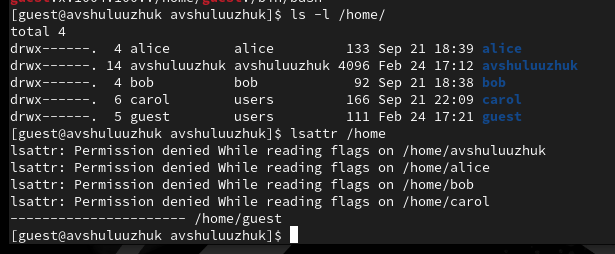 [guest@avshuluuzhuk avshuluuzhuk]$ ls -l /home/
total 4
drwx------.  4 alice        alice         133 Sep 21 18:39 alice
drwx------. 14 avshuluuzhuk avshuluuzhuk 4096 Feb 24 17:12 avshuluuzhuk
drwx------.  4 bob          bob            92 Sep 21 18:38 bob
drwx------.  6 carol        users         166 Sep 21 22:09 carol
drwx------.  5 guest        users         111 Feb 24 17:21 guest
[guest@avshuluuzhuk avshuluuzhuk]$ lsattr /home
lsattr: Permission denied While reading flags on /home/avshuluuzhuk
lsattr: Permission denied While reading flags on /home/alice
lsattr: Permission denied While reading flags on /home/bob
lsattr: Permission denied While reading flags on /home/carol
---------------------- /home/guest
[guest@avshuluuzhuk avshuluuzhuk]$